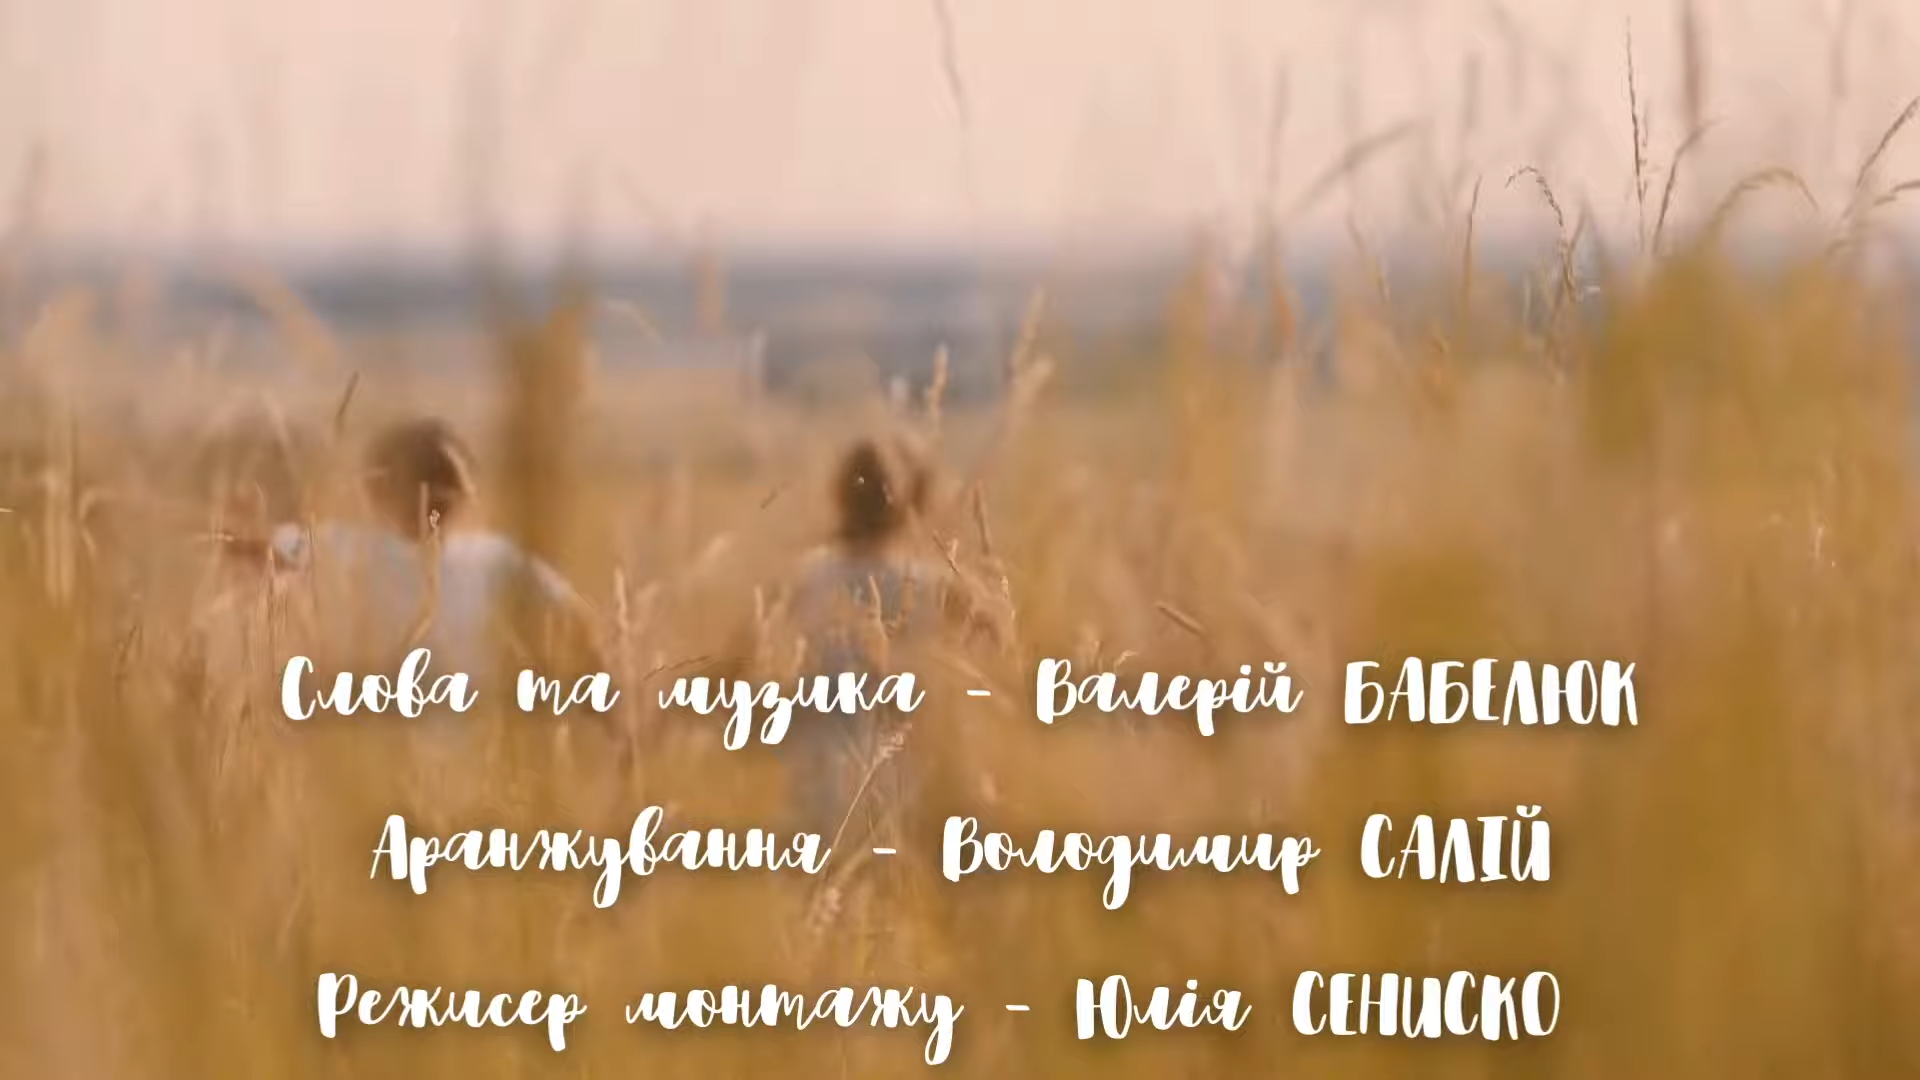 Слова та музика - Валерій БАБЕЛЮК
Аранжування - Володимир САЛІЙ
Режисер монтажу - Юлія СЕНИСКО